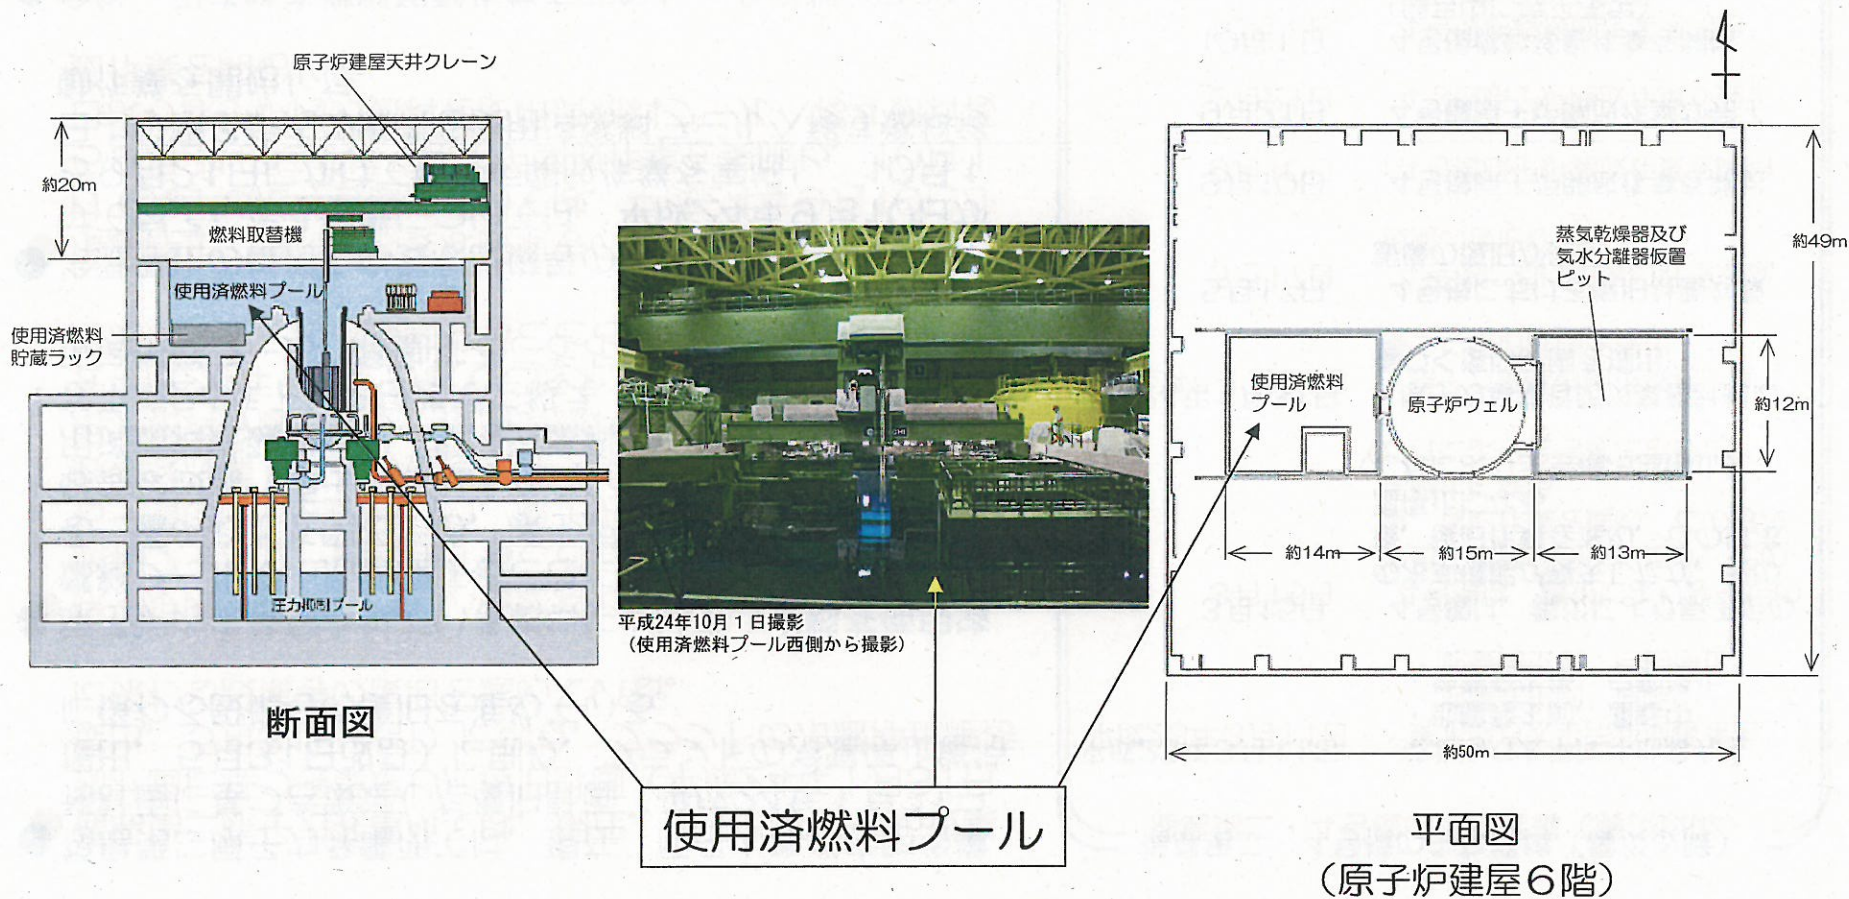 原子炉建屋天井クレーン
約20m
燃料取替機
使用済燃料プール
使用済燃料
貯蔵ラック
圧力抑制プール
平成24年10月1日撮影
（使用済燃料プール西側から撮影）
断面図
使用済燃料プール
蒸気乾燥器及び
気水分離器仮置
ピット
約49m
使用済燃料
プール
原子炉ウェル
約12m
約14m
約15m
約13m
約50m
平面図
（原子炉建屋6階）